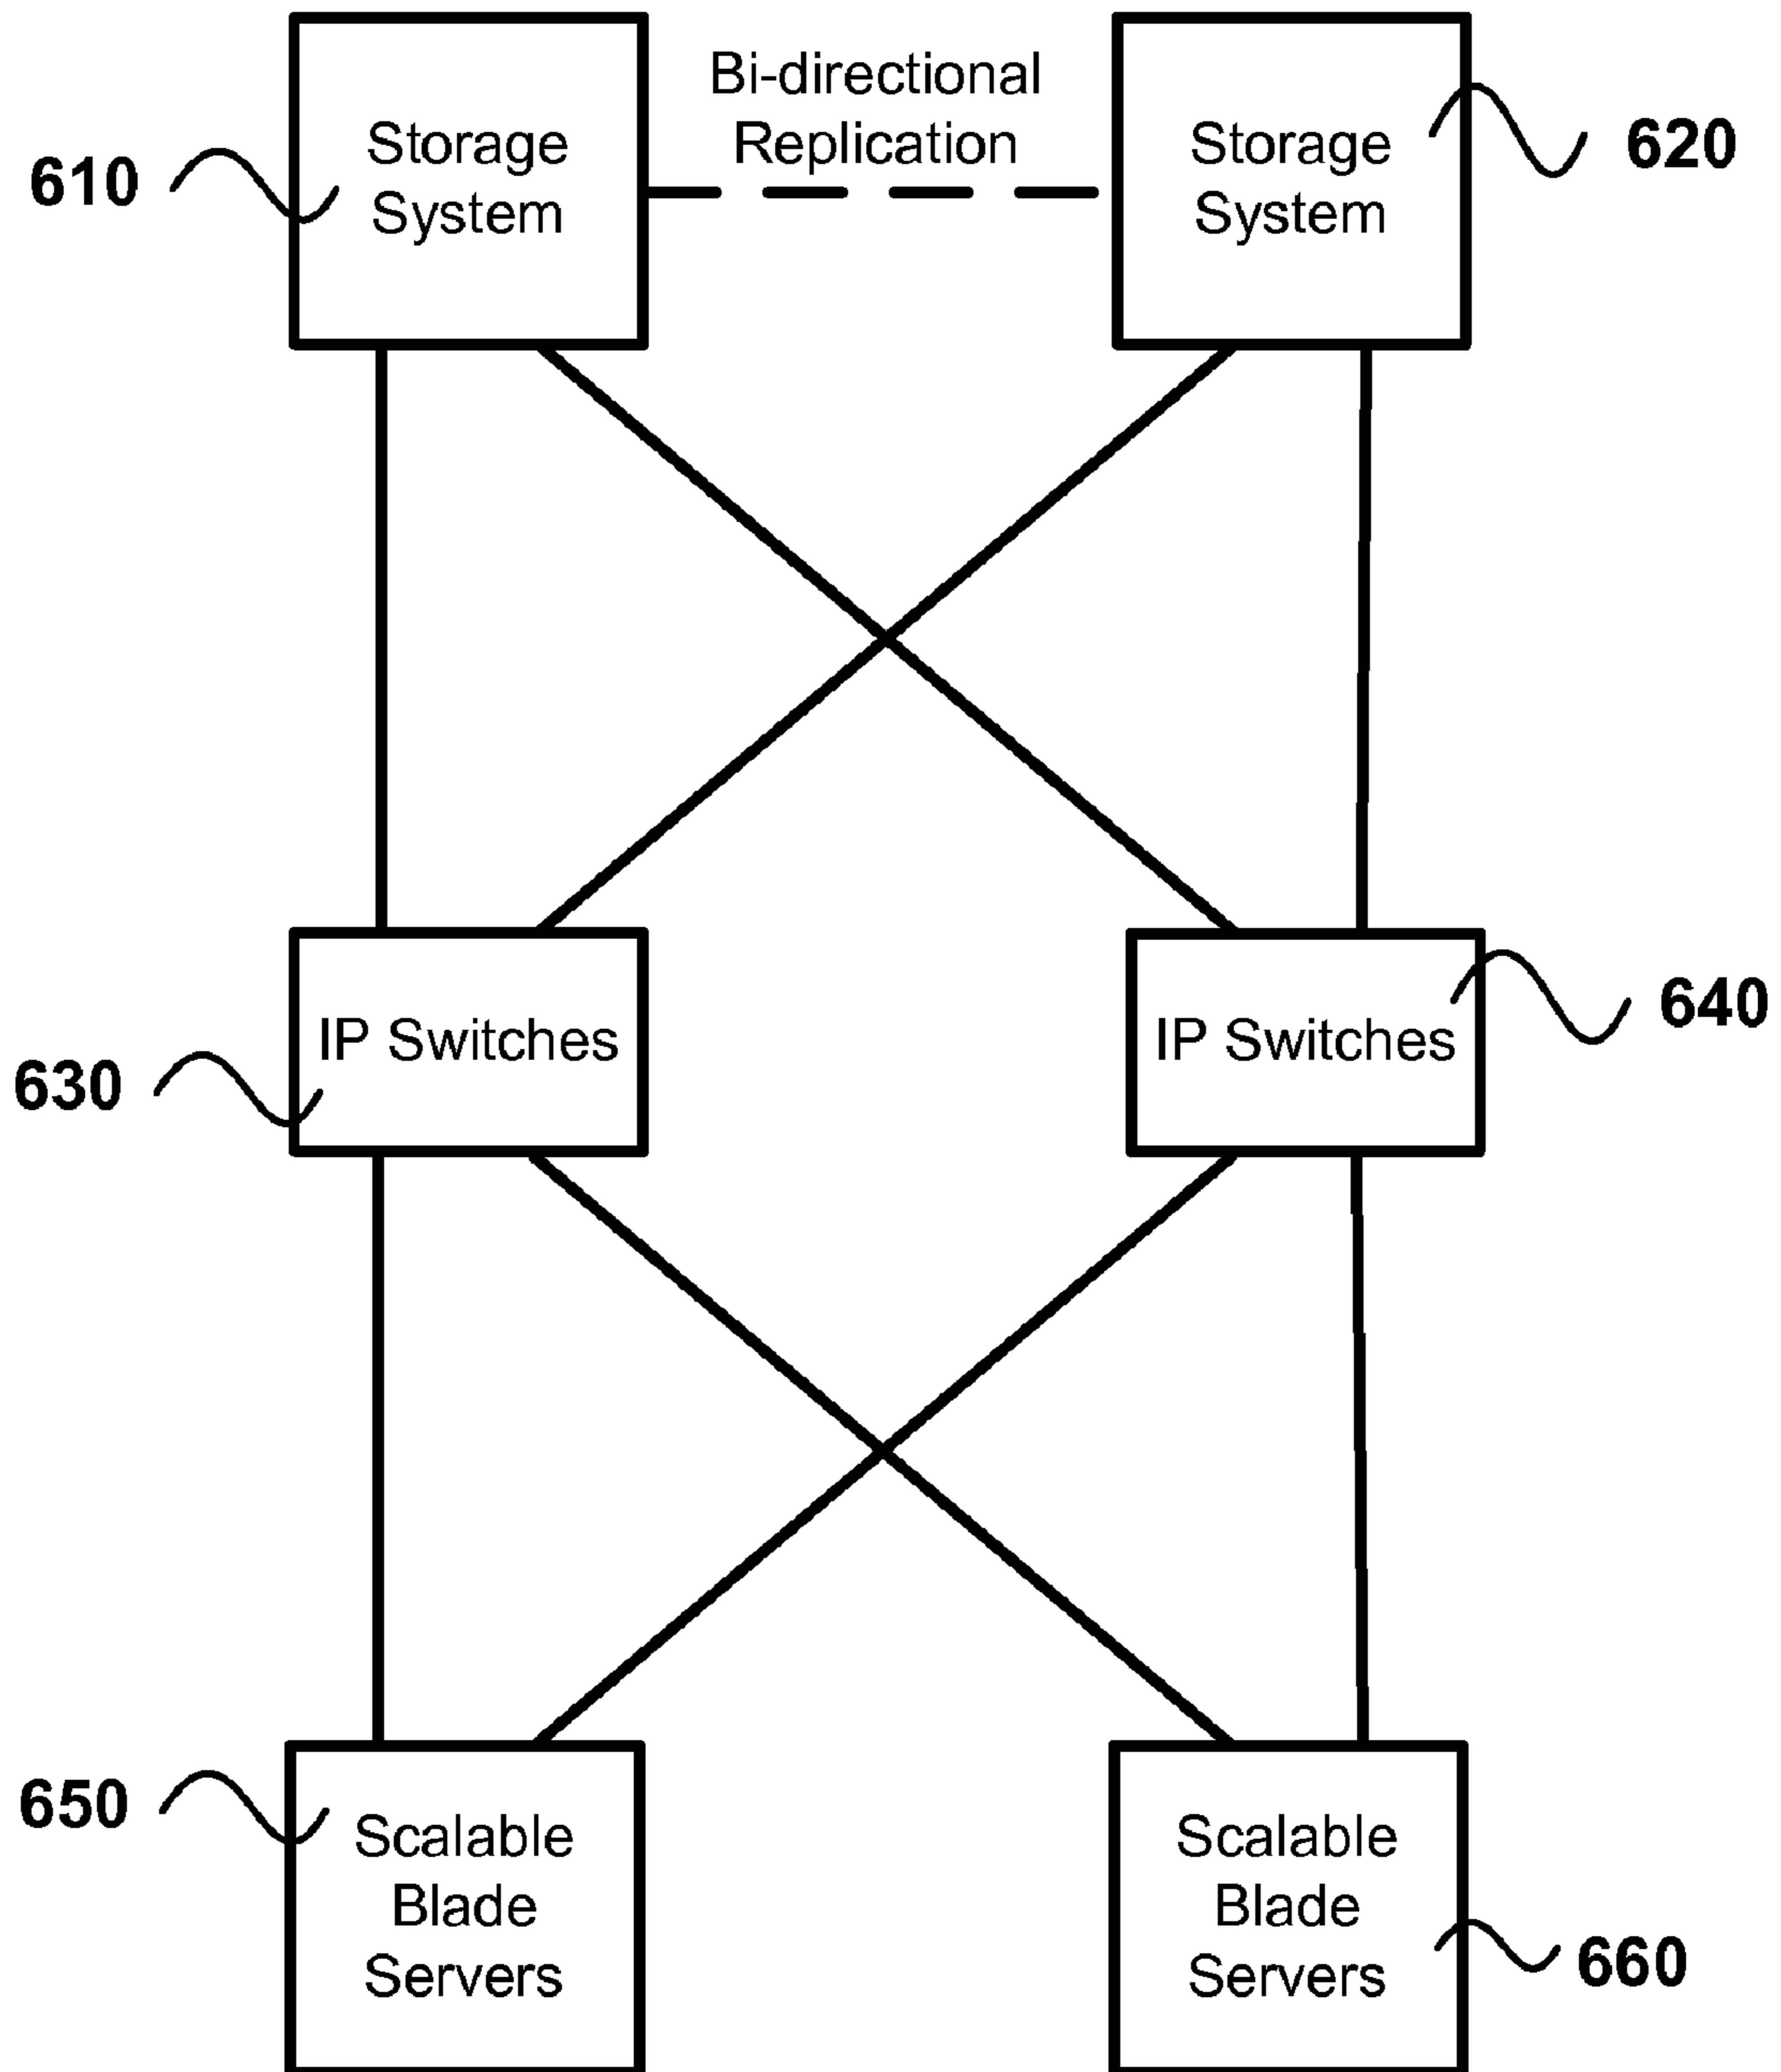 Bi-directional
Replication
Storage
System
Storage
System
610
620
IP Switches
IP Switches
630
640
Scalable
Blade
Servers
Scalable
Blade
Servers
650
660